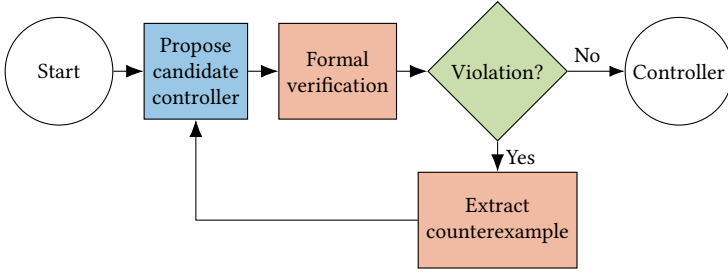 Start
Propose
candidate
controller
Formal
verification
Violation?
No
Controller
Yes
Extract
counterexample